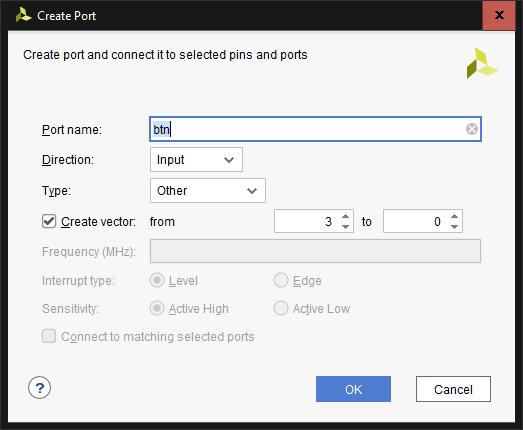 Create Port
X
Create port and connect it to selected pins and ports
Port name: btn
Direction: Input
Type: Other
Create vector: from 3 to 0
Frequency (MHz):
Interrupt type: Level Edge
Sensitivity: Active High Active Low
Connect to matching selected ports
? OK Cancel